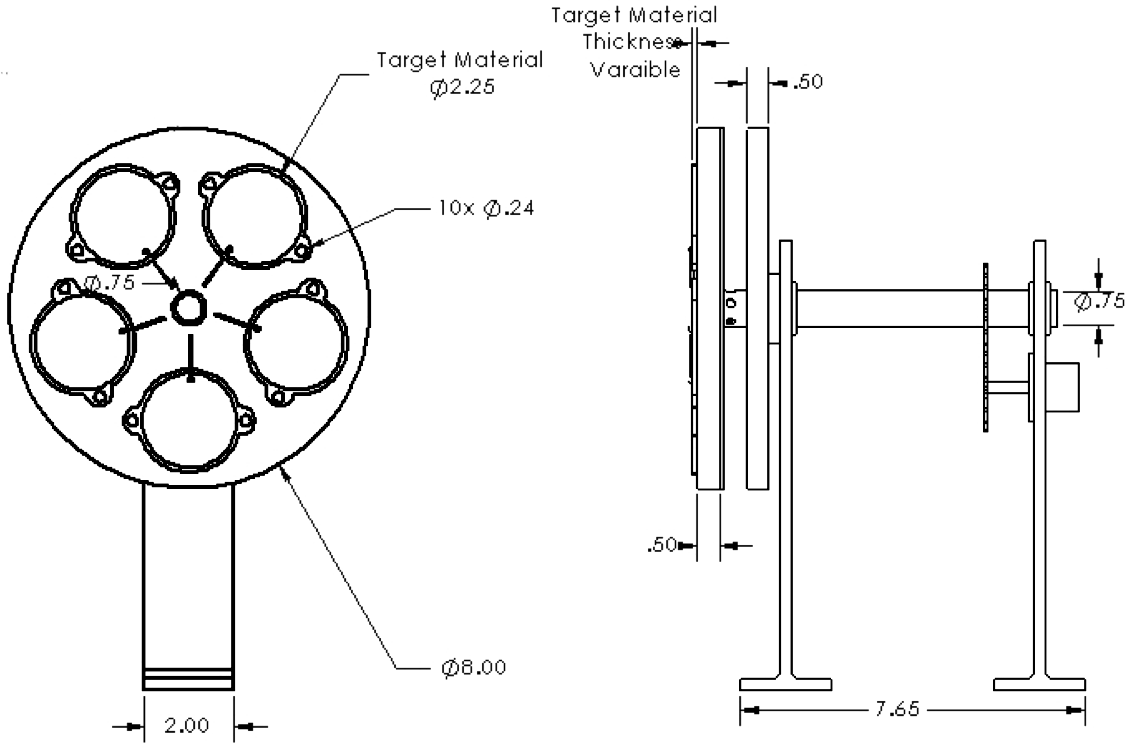 Target Material
Ø2.25
10x Ø.24
Ø.75
Ø8.00
2.00
Target Material
Thickness
Varaible
.50
Ø.75
.50
7.65